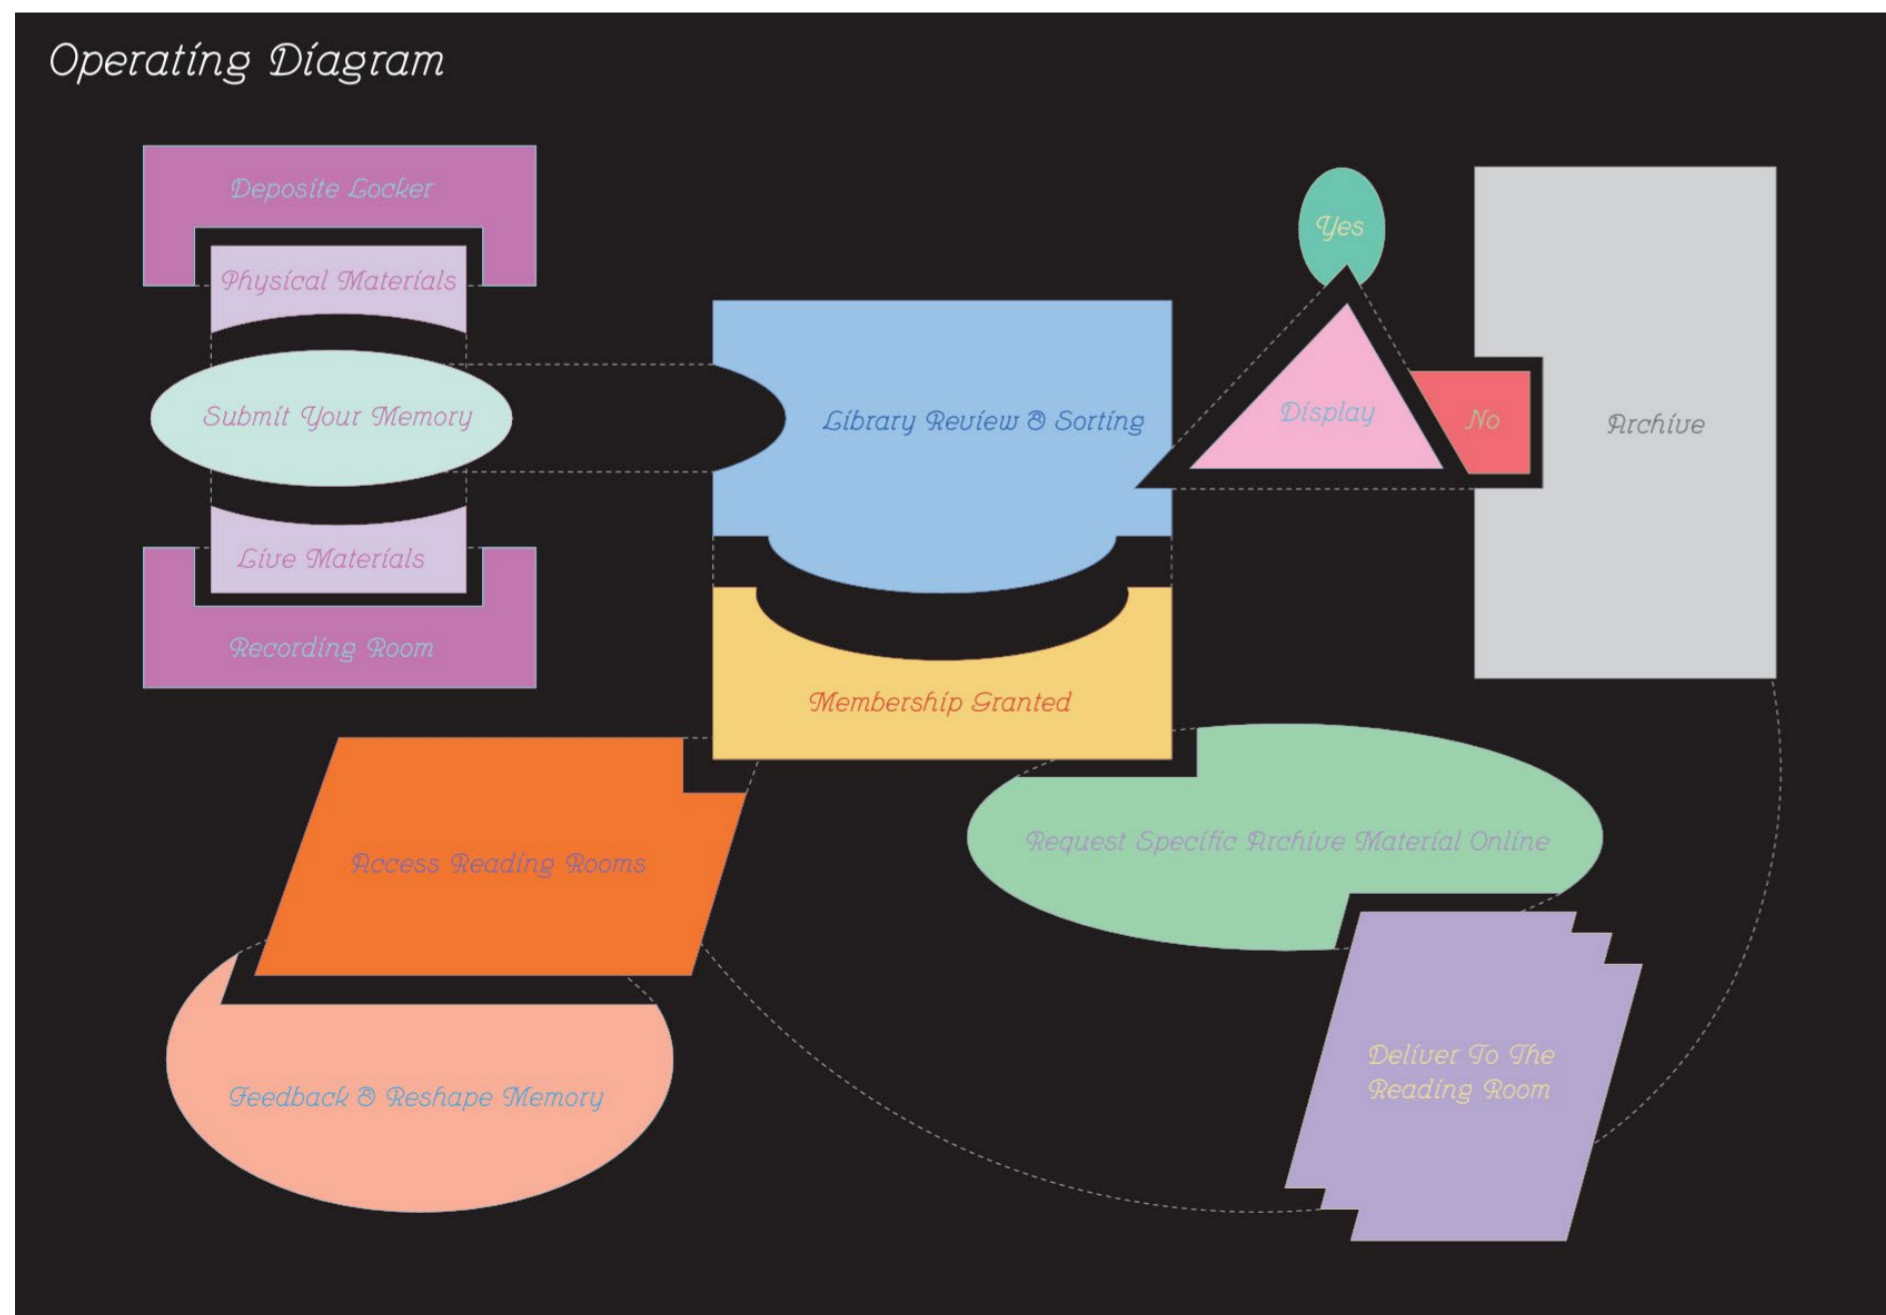 Operating Diagram
Deposite Locker
Physical Materials
Submit Your Memory
Live Materials
Recording Room
Library Review & Sorting
Membership Granted
Yes
Display
No
Archive
Access Reading Rooms
Request Specific Archive Material Online
Feedback & Reshape Memory
Deliver To The
Reading Room